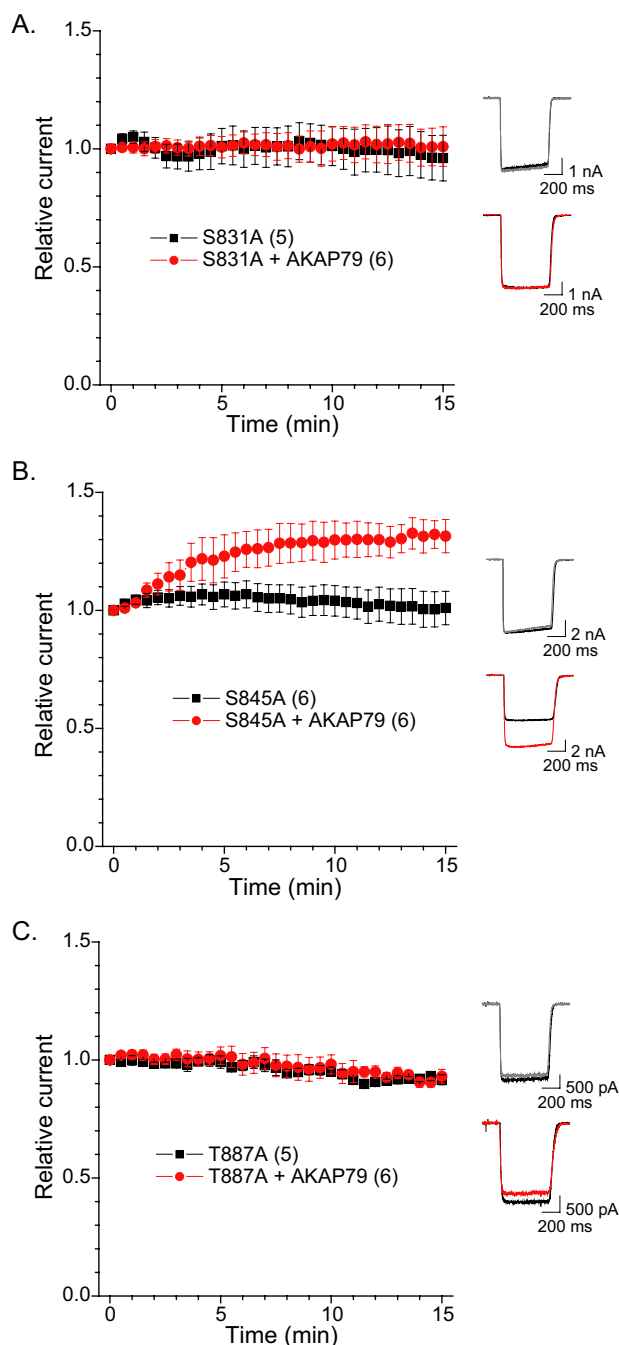 A.
1.5
1.0
0.5
0.0
Relative current
S831A (5)
S831A + AKAP79 (6)
0 5 10 15
Time (min)
1 nA
200 ms
1 nA
200 ms
B.
1.5
1.0
0.5
0.0
Relative current
S845A (6)
S845A + AKAP79 (6)
0 5 10 15
Time (min)
2 nA
200 ms
2 nA
200 ms
C.
1.5
1.0
0.5
0.0
Relative current
T887A (5)
T887A + AKAP79 (6)
0 5 10 15
Time (min)
500 pA
200 ms
500 pA
200 ms